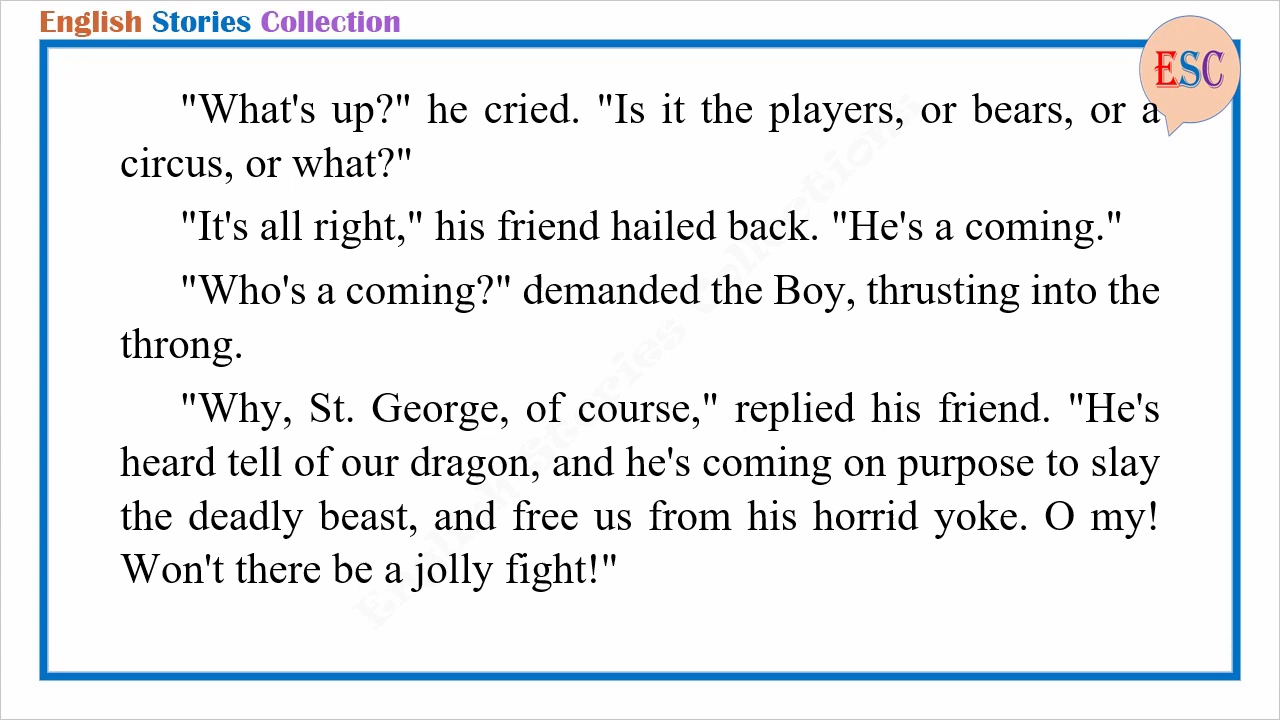 English Stories Collection
ESC
"What's up?" he cried. "Is it the players, or bears, or a
circus, or what?"
"It's all right," his friend hailed back. "He's a coming."
"Who's a coming?" demanded the Boy, thrusting into the
throng.
"Why, St. George, of course," replied his friend. "He's
heard tell of our dragon, and he's coming on purpose to slay
the deadly beast, and free us from his horrid yoke. O my!
Won't there be a jolly fight!"
English Stories Collection